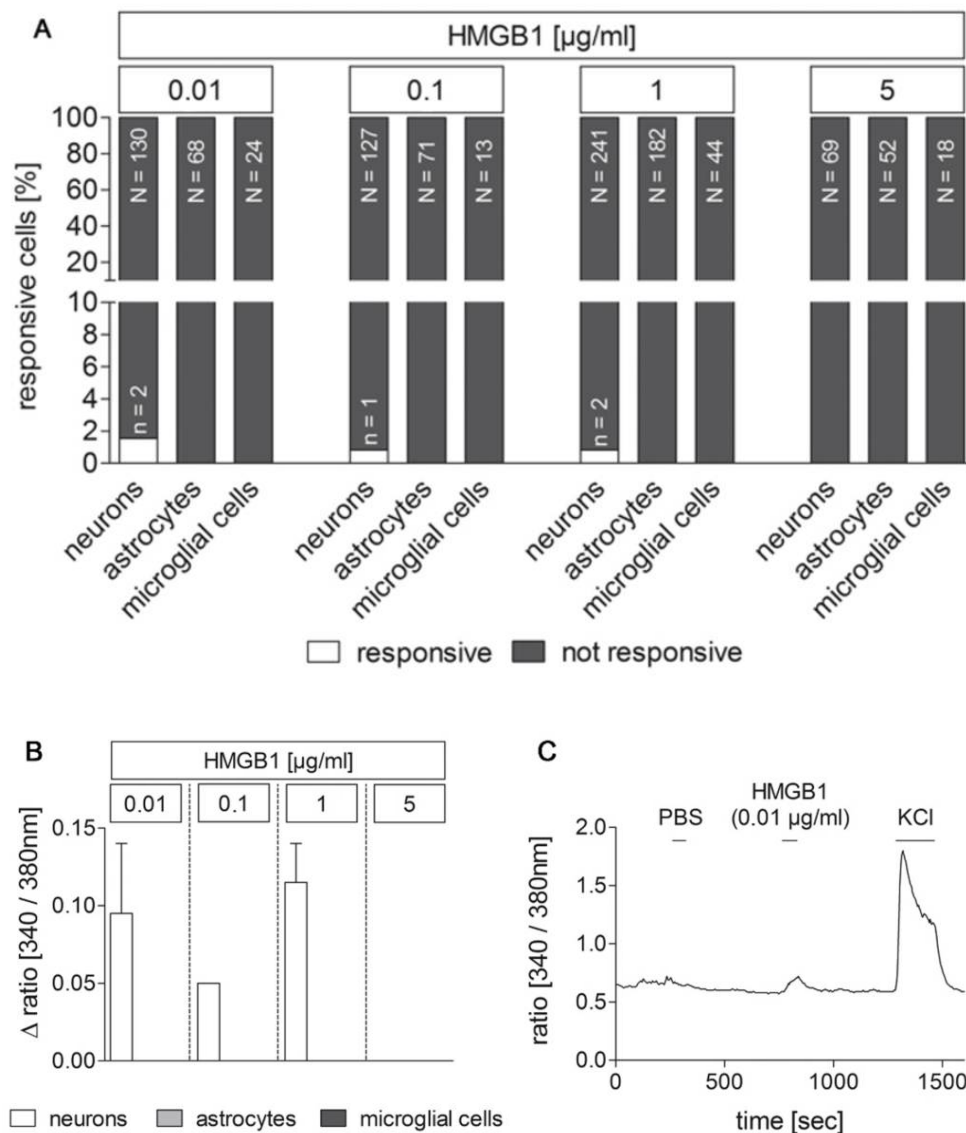 A
HMGB1 [µg/ml]
0.01 0.1 1 5
responsive cells [%]
100
80
60
40
20
10
8
6
4
2
0
N = 130 N = 68 N = 24 N = 127 N = 71 N = 13 N = 241 N = 182 N = 44 N = 69 N = 52 N = 18
n = 2 n = 1 n = 2
neurons astrocytes microglial cells neurons astrocytes microglial cells neurons astrocytes microglial cells neurons astrocytes microglial cells
responsive not responsive
B
HMGB1 [µg/ml]
0.01 0.1 1 5
Δ ratio [340 / 380nm]
0.15
0.10
0.05
0.00
neurons astrocytes microglial cells
C
HMGB1
PBS (0.01 µg/ml) KCl
ratio [340 / 380nm]
2.0
1.5
1.0
0.5
0.0
0 500 1000 1500
time [sec]